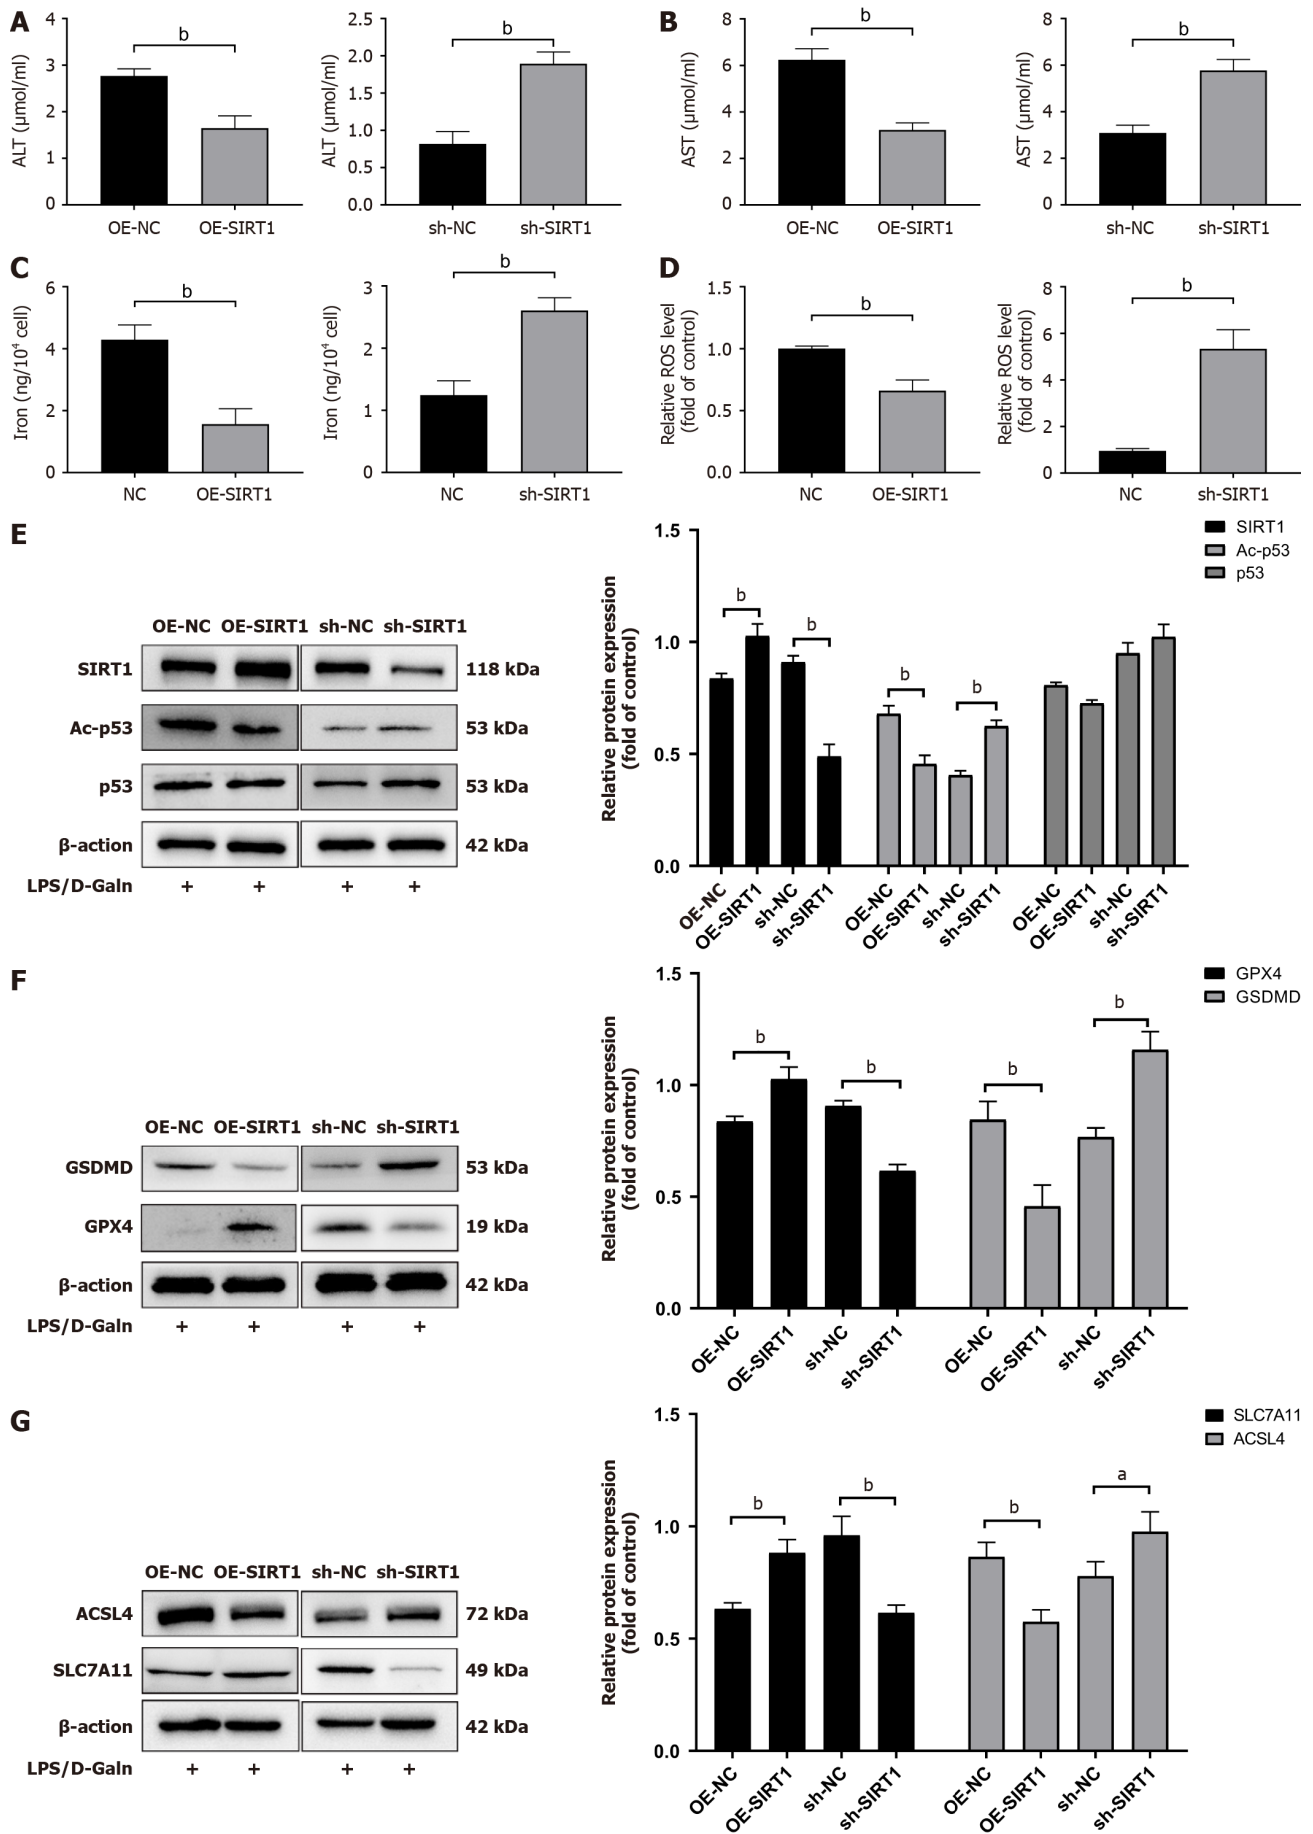 A
ALT (μmol/ml)
4
3
2
1
0
b
OE-NC OE-SIRT1
ALT (μmol/ml)
2.5
2.0
1.5
1.0
0.5
0.0
b
sh-NC sh-SIRT1
B
AST (μmol/ml)
8
6
4
2
0
b
OE-NC OE-SIRT1
AST (μmol/ml)
8
6
4
2
0
b
sh-NC sh-SIRT1
C
Iron (ng/10⁴ cell)
6
4
2
0
b
NC OE-SIRT1
Iron (ng/10⁴ cell)
3
2
1
0
b
NC sh-SIRT1
D
Relative ROS level
(fold of control)
1.5
1.0
0.5
0.0
b
NC OE-SIRT1
Relative ROS level
(fold of control)
8
6
4
2
0
b
NC sh-SIRT1
E
OE-NC OE-SIRT1 sh-NC sh-SIRT1
SIRT1 118 kDa
Ac-p53 53 kDa
p53 53 kDa
β-action 42 kDa
LPS/D-Galn + + + +
Relative protein expression
(fold of control)
1.5
1.0
0.5
0.0
b b b b
SIRT1
Ac-p53
p53
OE-NC OE-SIRT1 sh-NC sh-SIRT1 OE-NC OE-SIRT1 sh-NC sh-SIRT1 OE-NC OE-SIRT1 sh-NC sh-SIRT1
F
OE-NC OE-SIRT1 sh-NC sh-SIRT1
GSDMD 53 kDa
GPX4 19 kDa
β-action 42 kDa
LPS/D-Galn + + + +
Relative protein expression
(fold of control)
1.5
1.0
0.5
0.0
b b b b
GPX4
GSDMD
OE-NC OE-SIRT1 sh-NC sh-SIRT1 OE-NC OE-SIRT1 sh-NC sh-SIRT1
G
OE-NC OE-SIRT1 sh-NC sh-SIRT1
ACSL4 72 kDa
SLC7A11 49 kDa
β-action 42 kDa
LPS/D-Galn + + + +
Relative protein expression
(fold of control)
1.5
1.0
0.5
0.0
b b b a
SLC7A11
ACSL4
OE-NC OE-SIRT1 sh-NC sh-SIRT1 OE-NC OE-SIRT1 sh-NC sh-SIRT1